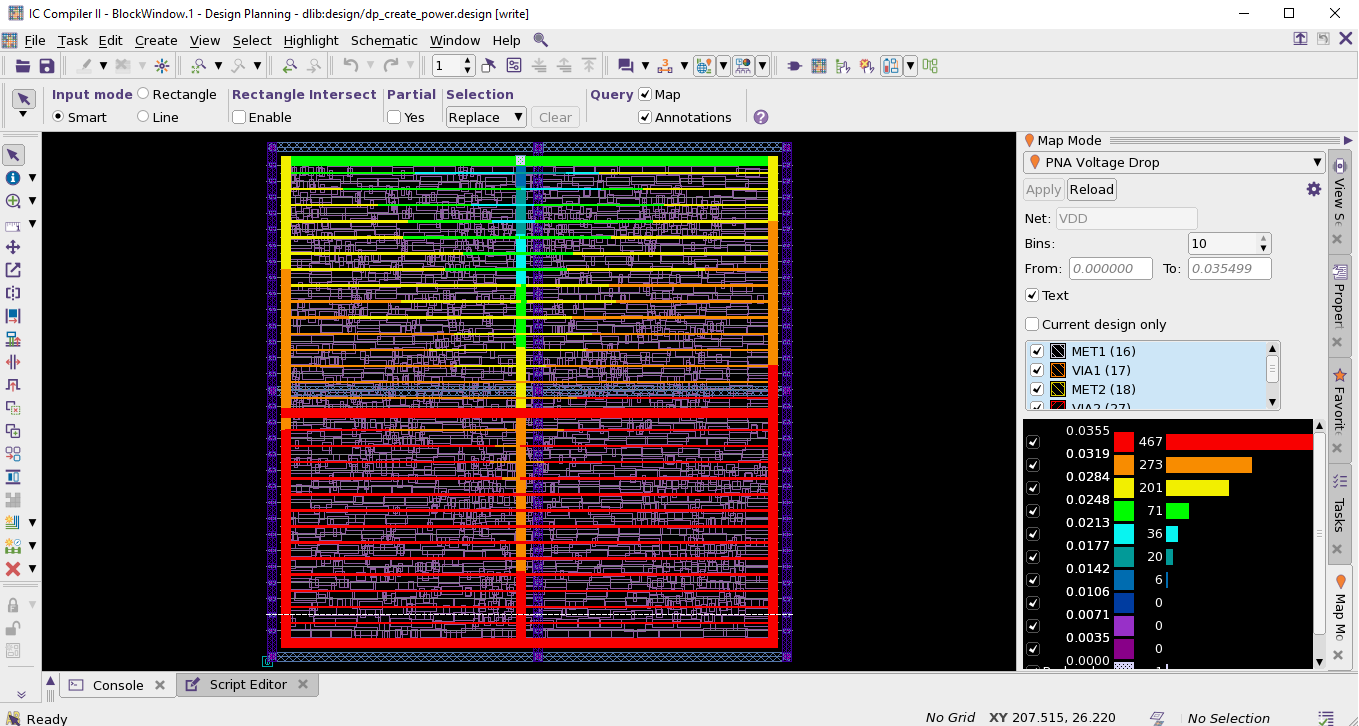 IC Compiler II - BlockWindow.1 - Design Planning - dlib:design/dp_create_power.design [write]
File Task Edit Create View Select Highlight Schematic Window Help
1
Input mode Rectangle Rectangle Intersect Partial Selection Query Map
Smart Line Enable Yes Replace Clear Annotations
Map Mode
PNA Voltage Drop
Apply Reload
Net: VDD
Bins: 10
From: 0.000000 To: 0.035499
Text
Current design only
MET1 (16)
VIA1 (17)
MET2 (18)
VIA2 (27)
0.0355
467
0.0319
273
0.0284
201
0.0248
71
0.0213
36
0.0177
20
0.0142
6
0.0106
0
0.0071
0
0.0035
0
0.0000
1
View S
Propert
Favorit
Tasks
Map Mo
Console Script Editor
Ready
No Grid XY 207.515, 26.220 No Selection